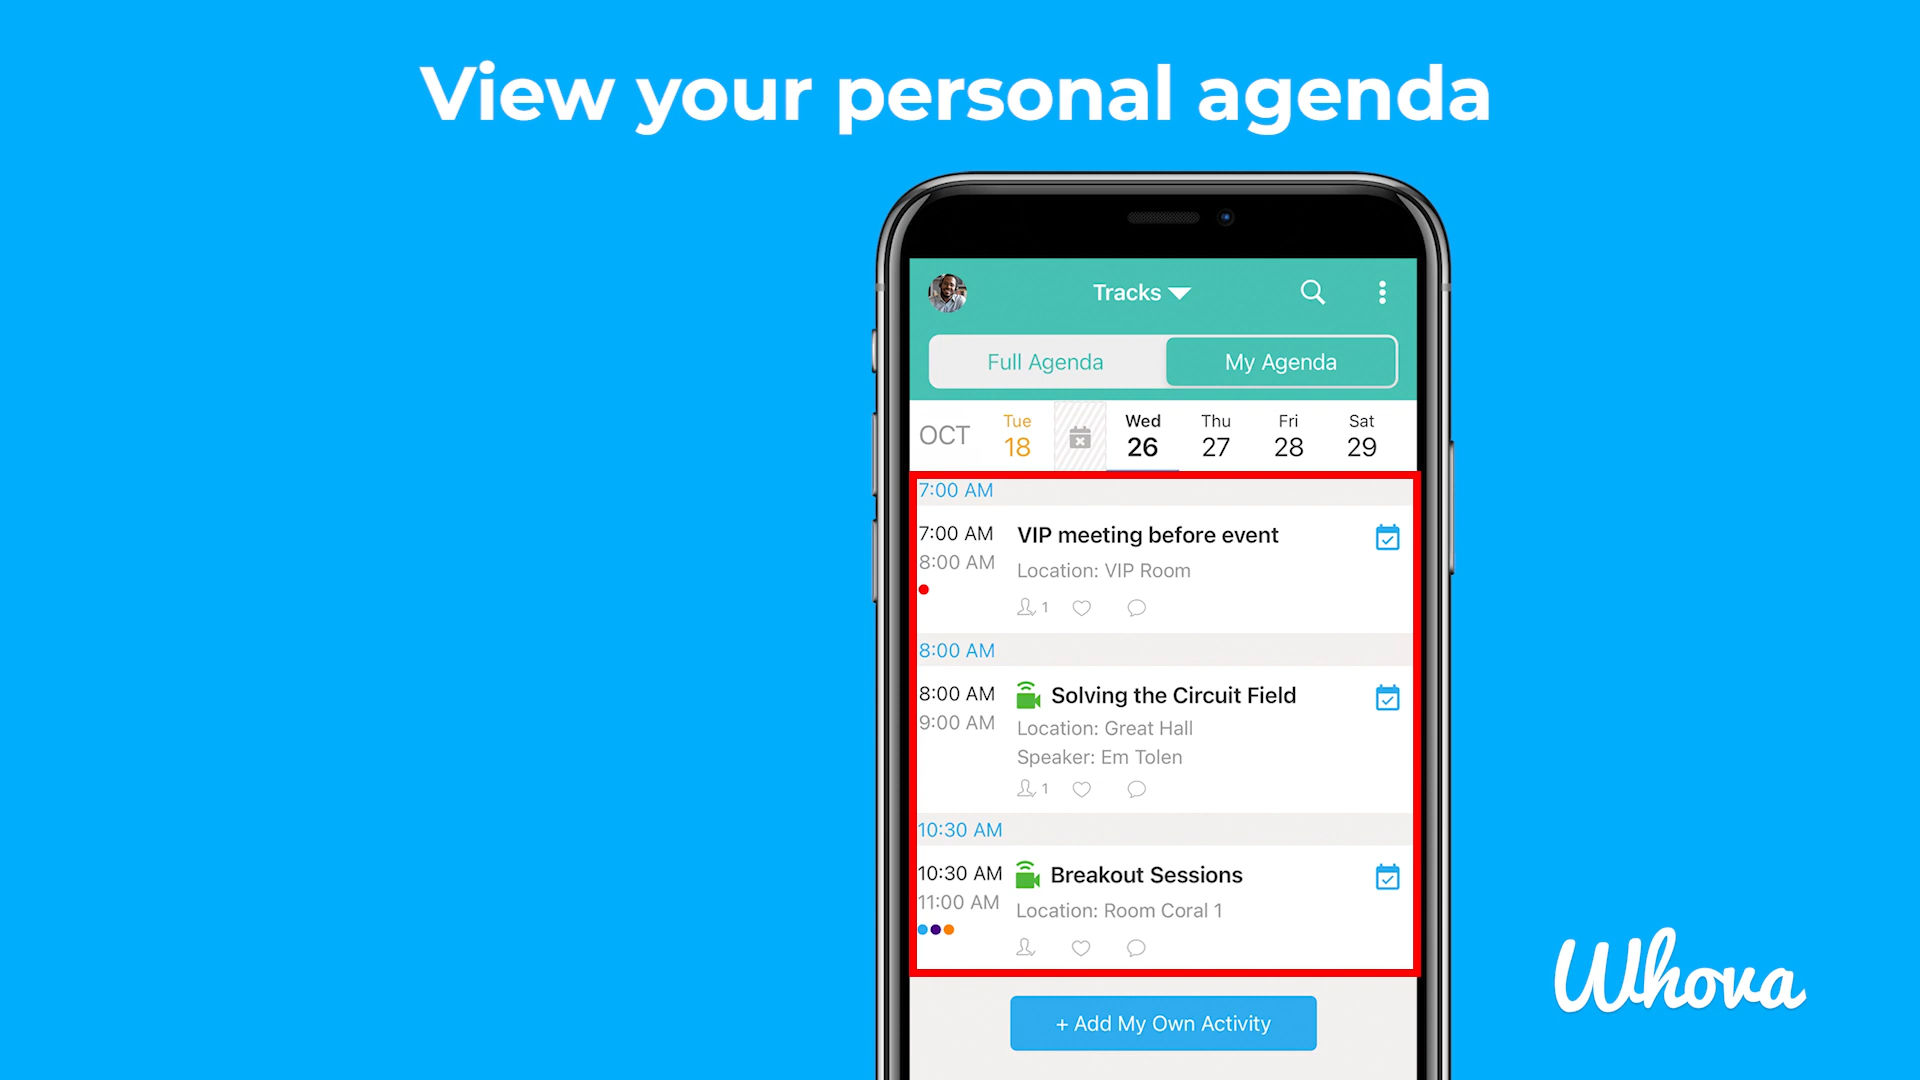 View your personal agenda
Tracks
Full Agenda
My Agenda
OCT
Tue
18
Wed
26
Thu
27
Fri
28
Sat
29
7:00 AM
7:00 AM
8:00 AM
VIP meeting before event
Location: VIP Room
1
8:00 AM
8:00 AM
9:00 AM
Solving the Circuit Field
Location: Great Hall
Speaker: Em Tolen
1
10:30 AM
10:30 AM
11:00 AM
Breakout Sessions
Location: Room Coral 1
+ Add My Own Activity
Whova